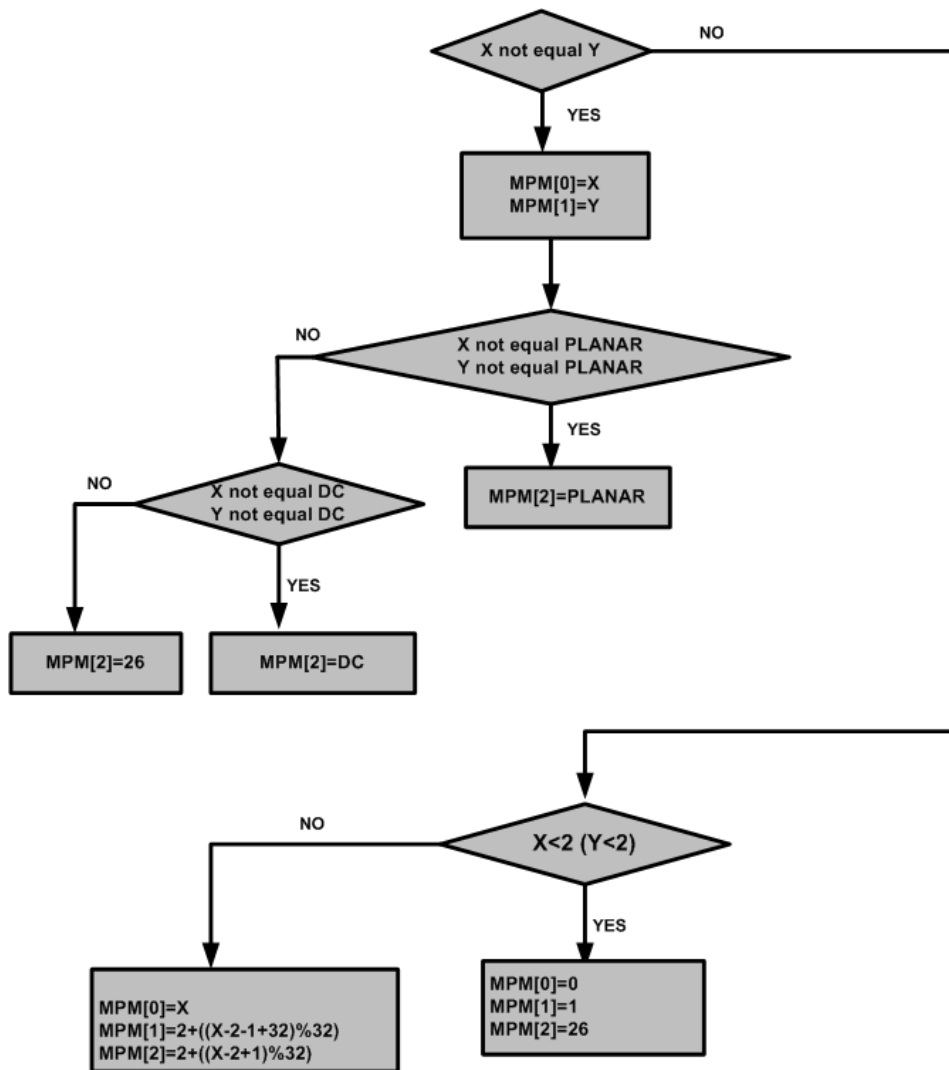 X not equal Y
NO
YES
MPM[0]=X
MPM[1]=Y
NO
X not equal PLANAR
Y not equal PLANAR
YES
MPM[2]=PLANAR
NO
X not equal DC
Y not equal DC
YES
MPM[2]=26
MPM[2]=DC
NO
X<2 (Y<2)
YES
MPM[0]=X
MPM[1]=2+((X-2-1+32)%32)
MPM[2]=2+((X-2+1)%32)
MPM[0]=0
MPM[1]=1
MPM[2]=26